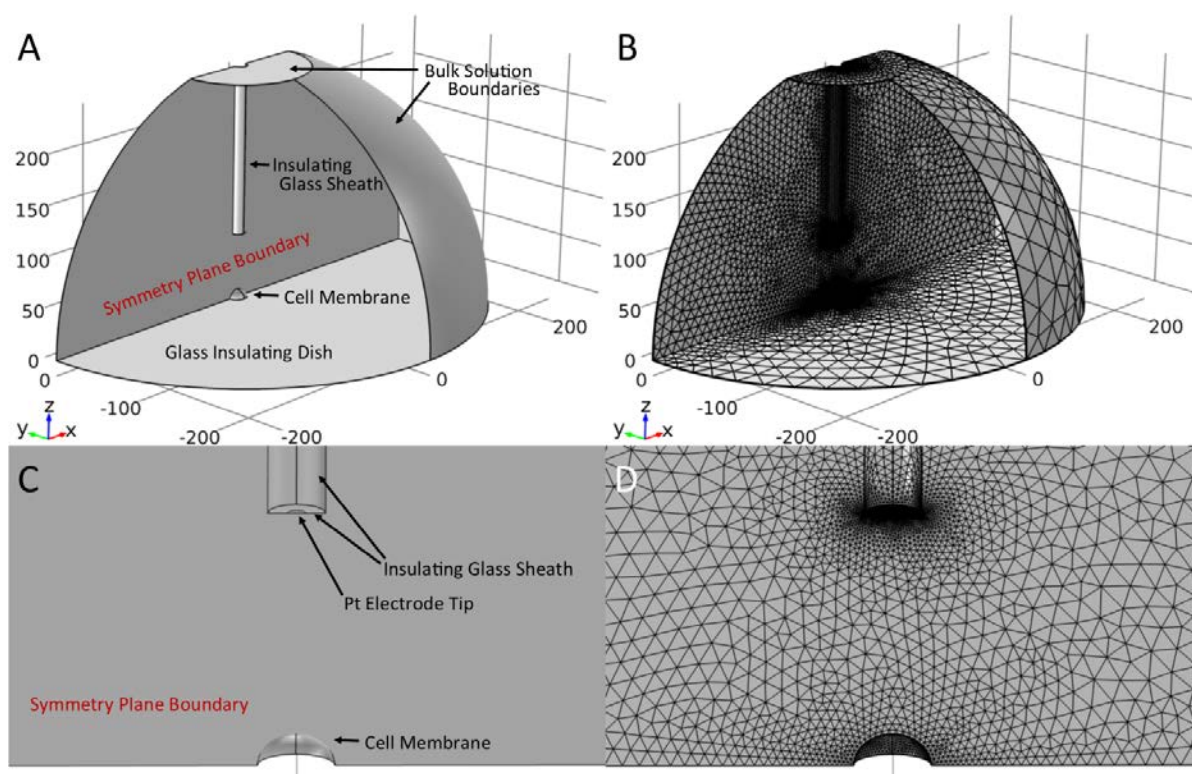 A
Bulk Solution
Boundaries
Insulating
Glass Sheath
Symmetry Plane Boundary
Cell Membrane
Glass Insulating Dish
200
150
100
50
0
0
-100
-200
-200
0
200
z
y
x
B
200
150
100
50
0
0
-100
-200
-200
0
200
z
y
x
C
Insulating Glass Sheath
Pt Electrode Tip
Symmetry Plane Boundary
Cell Membrane
D